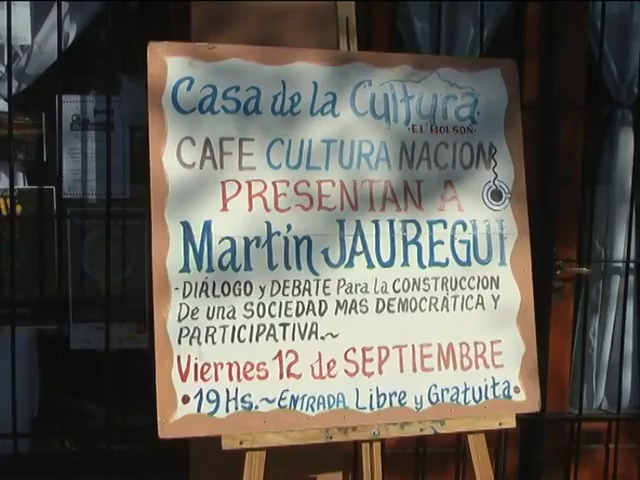 Casa de la Cultura
·EL BOLSON·
CAFE CULTURA NACION
PRESENTAN A
Martín JAUREGUI
-DIÁLOGO y DEBATE Para la CONSTRUCCION
De una SOCIEDAD MAS DEMOCRÁTICA Y
PARTICIPATIVA.~
Viernes 12 de SEPTIEMBRE
•19 Hs.~ENTRADA Libre y Gratuita•